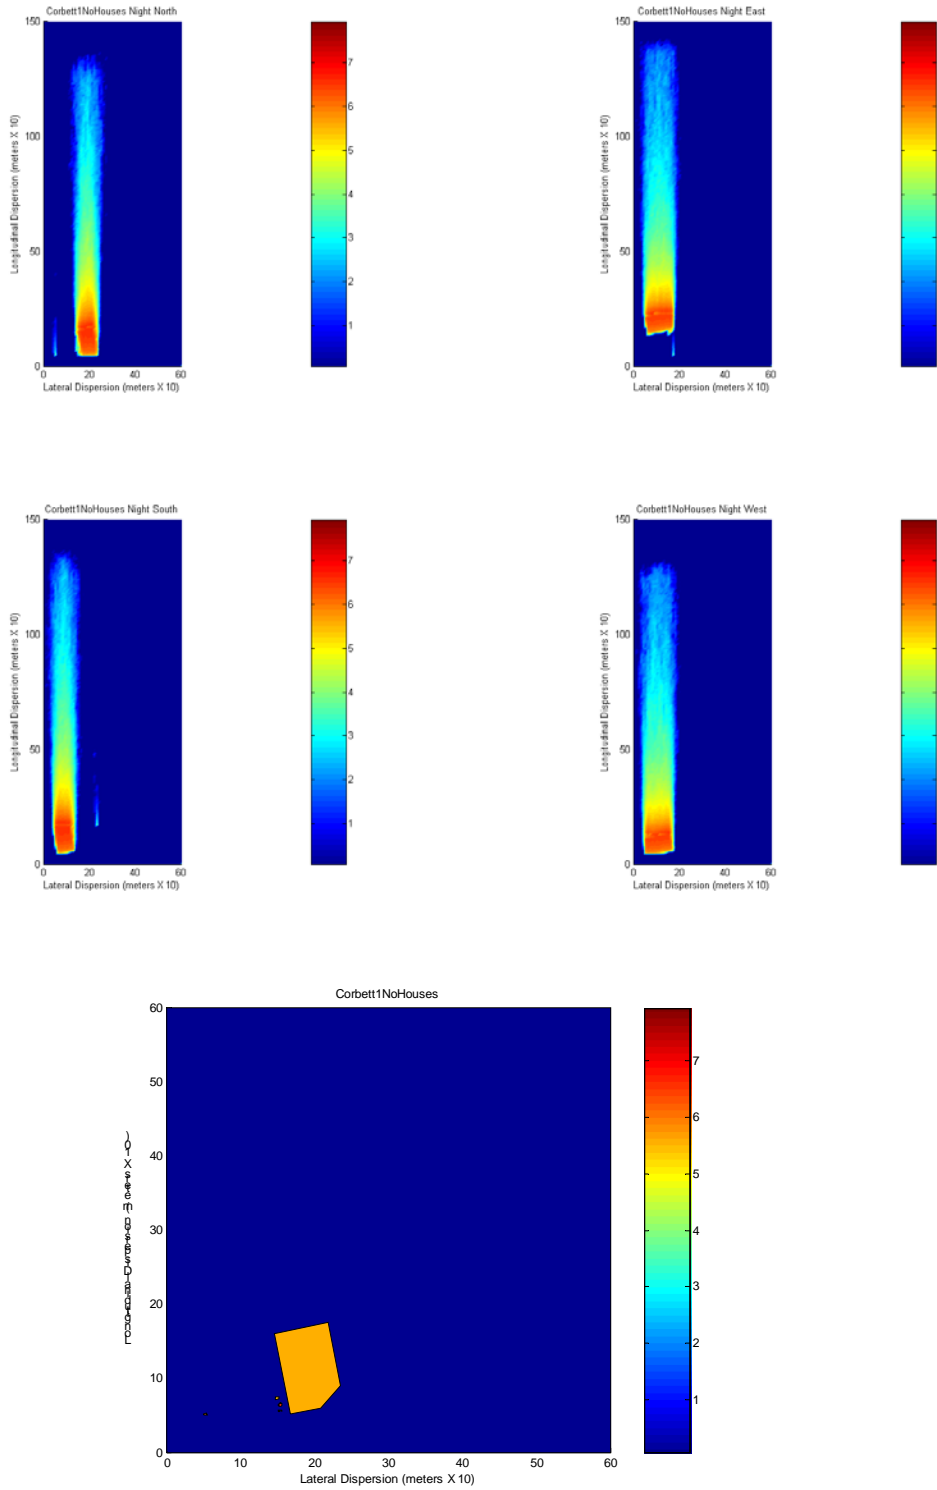 Corbett1NoHouses Night North
150
100
50
0
Longitudinal Dispersion (meters X 10)
0 20 40 60
Lateral Dispersion (meters X 10)
7
6
5
4
3
2
1
Corbett1NoHouses Night East
150
100
50
0
Longitudinal Dispersion (meters X 10)
0 20 40 60
Lateral Dispersion (meters X 10)
Corbett1NoHouses Night South
150
100
50
0
Longitudinal Dispersion (meters X 10)
0 20 40 60
Lateral Dispersion (meters X 10)
7
6
5
4
3
2
1
Corbett1NoHouses Night West
150
100
50
0
Longitudinal Dispersion (meters X 10)
0 20 40 60
Lateral Dispersion (meters X 10)
Corbett1NoHouses
60
50
40
30
20
10
0
Longitudinal Dispersion (meters X 10)
0 10 20 30 40 50 60
Lateral Dispersion (meters X 10)
7
6
5
4
3
2
1